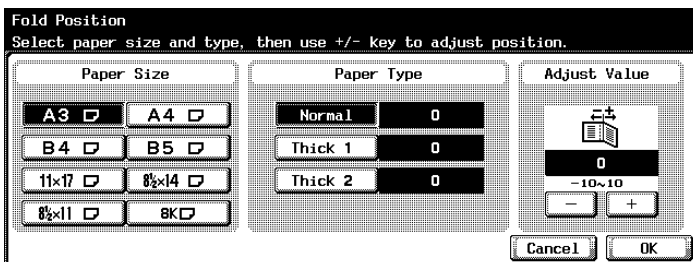 Fold Position
Select paper size and type, then use +/- key to adjust position.
Paper Size
Paper Type
Adjust Value
A3
A4
Normal
0
B4
B5
Thick 1
0
0
11×17
8½×14
Thick 2
0
-10~10
8½×11
8K
-
+
Cancel
OK